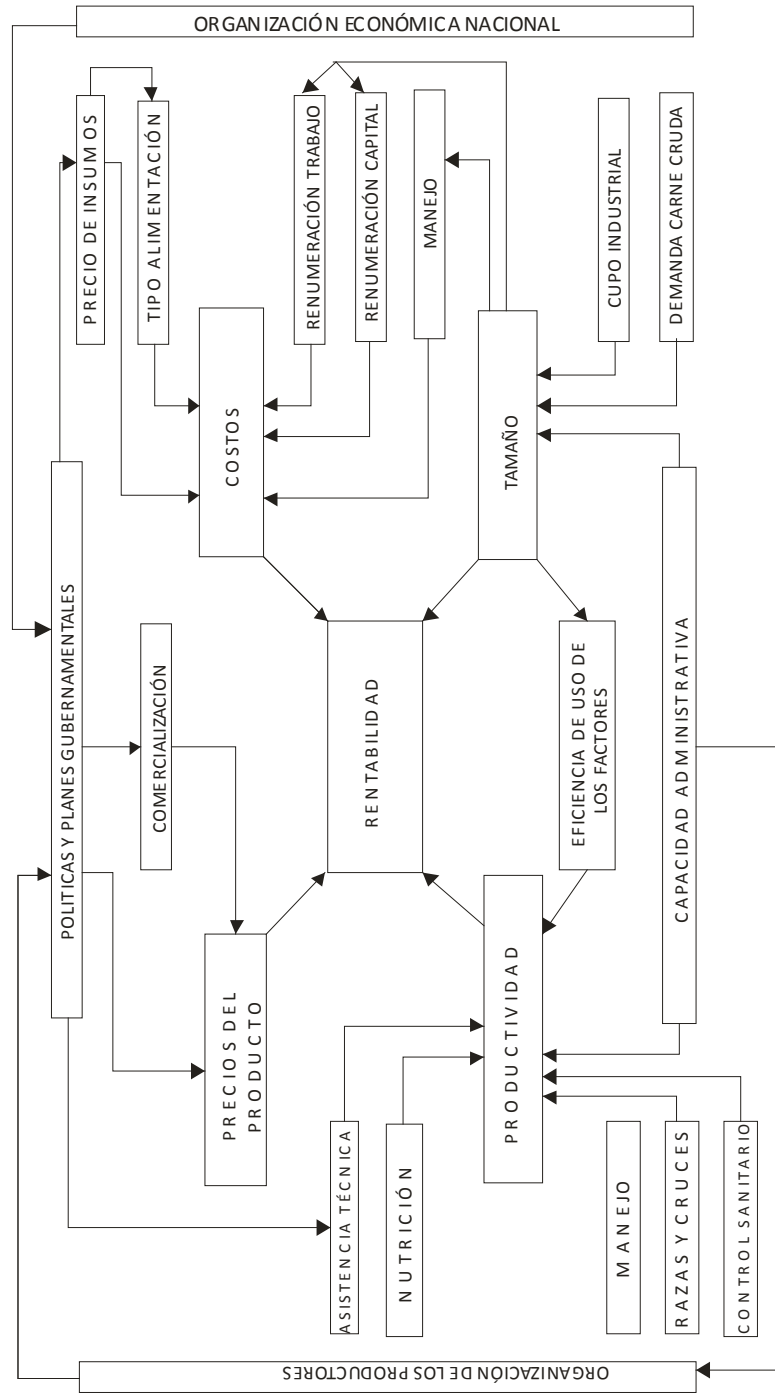 ORGANIZACIÓN DE LOS PRODUCTORES
POLITICAS Y PLANES GUBERNAMENTALES
ORGANIZACIÓN ECONÓMICA NACIONAL
PRECIO DE INSUMOS
TIPO ALIMENTACIÓN
COMERCIALIZACIÓN
PRECIOS DEL
PRODUCTO
COSTOS
ASISTENCIA TÉCNICA
NUTRICIÓN
RENTABILIDAD
RENUMERACIÓN TRABAJO
RENUMERACIÓN CAPITAL
MANEJO
PRODUCTIVIDAD
EFICIENCIA DE USO DE
LOS FACTORES
TAMAÑO
MANEJO
RAZAS Y CRUCES
CONTROL SANITARIO
CAPACIDAD ADMINISTRATIVA
CUPO INDUSTRIAL
DEMANDA CARNE CRUDA